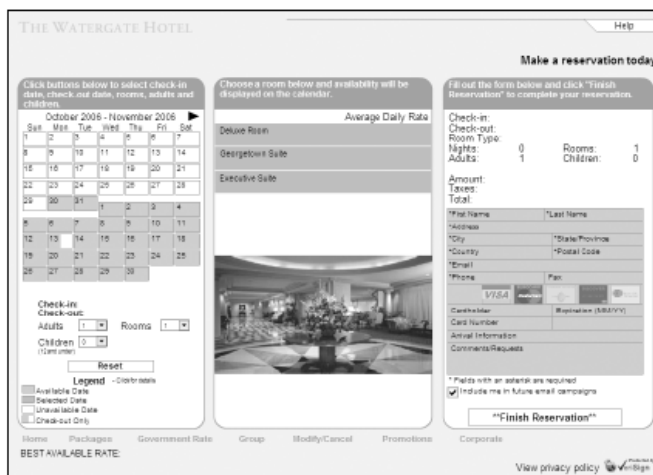 THE WATERGATE HOTEL
Help
Make a reservation today
Click buttons below to select check-in
date, check-out date, rooms, adults and
children.
October 2006 - November 2006
Sun Mon Tue Wed Thu Fri Sat
1 2 3 4 5 6 7
8 9 10 11 12 13 14
15 16 17 18 19 20 21
22 23 24 25 26 27 28
29 30 31 1 2 3 4
5 6 7 8 9 10 11
12 13 14 15 16 17 18
19 20 21 22 23 24 25
26 27 28 29 30
Check-in:
Check-out:
Adults 1 Rooms 1
Children 0
(12 and under)
Reset
Legend - Click for details
Available Date
Selected Date
Unavailable Date
Check-out Only
Choose a room below and availability will be
displayed on the calendar.
Average Daily Rate
Deluxe Room
Georgetown Suite
Executive Suite
Fill out the form below and click "Finish
Reservation" to complete your reservation.
Check-in:
Check-out:
Room Type:
Nights: 0 Rooms: 1
Adults: 1 Children: 0
Amount:
Taxes:
Total:
*First Name *Last Name
*Address
*City *State/Province
*Country *Postal Code
*Email
*Phone Fax
VISA
Cardholder Expiration (MM/YY)
Card Number
Arrival Information
Comments/Requests
* Fields with an asterisk are required
Include me in future email campaigns
**Finish Reservation**
Home Packages Government Rate Group Modify/Cancel Promotions Corporate
BEST AVAILABLE RATE:
View privacy policy VeriSign